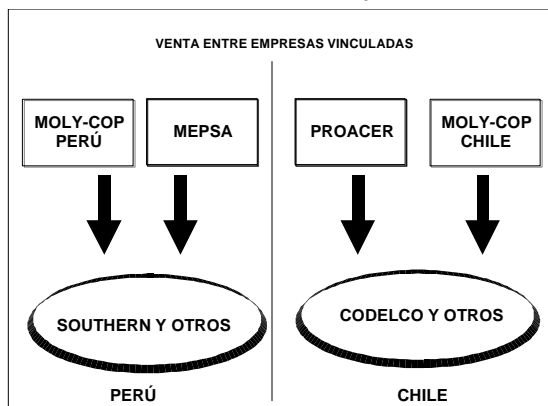 VENTA ENTRE EMPRESAS VINCULADAS
MOLY-COP
PERÚ
MEPSA
PROACER
MOLY-COP
CHILE
SOUTHERN Y OTROS
CODELCO Y OTROS
PERÚ
CHILE